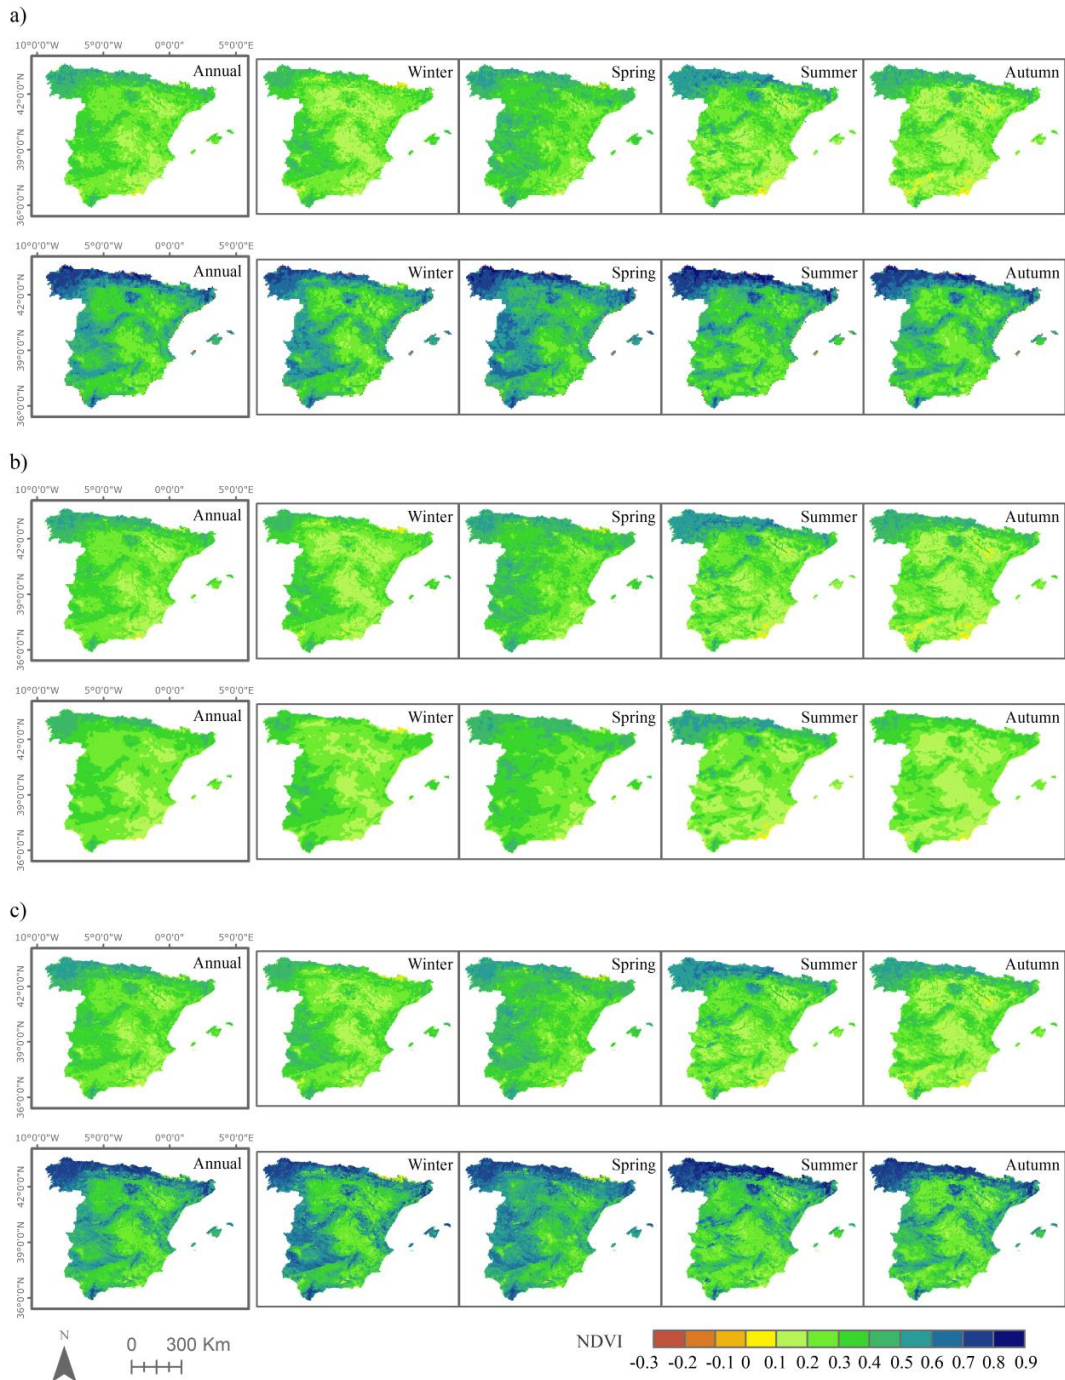 a)
10°0'0"W 5°0'0"W 0°0'0" 5°0'0"E
Annual Winter Spring Summer Autumn
42°0'0"N
39°0'0"N
36°0'0"N
10°0'0"W 5°0'0"W 0°0'0" 5°0'0"E
Annual Winter Spring Summer Autumn
42°0'0"N
39°0'0"N
36°0'0"N
b)
10°0'0"W 5°0'0"W 0°0'0" 5°0'0"E
Annual Winter Spring Summer Autumn
42°0'0"N
39°0'0"N
36°0'0"N
10°0'0"W 5°0'0"W 0°0'0" 5°0'0"E
Annual Winter Spring Summer Autumn
42°0'0"N
39°0'0"N
36°0'0"N
c)
10°0'0"W 5°0'0"W 0°0'0" 5°0'0"E
Annual Winter Spring Summer Autumn
42°0'0"N
39°0'0"N
36°0'0"N
10°0'0"W 5°0'0"W 0°0'0" 5°0'0"E
Annual Winter Spring Summer Autumn
42°0'0"N
39°0'0"N
36°0'0"N
N
0 300 Km
NDVI
-0.3 -0.2 -0.1 0 0.1 0.2 0.3 0.4 0.5 0.6 0.7 0.8 0.9